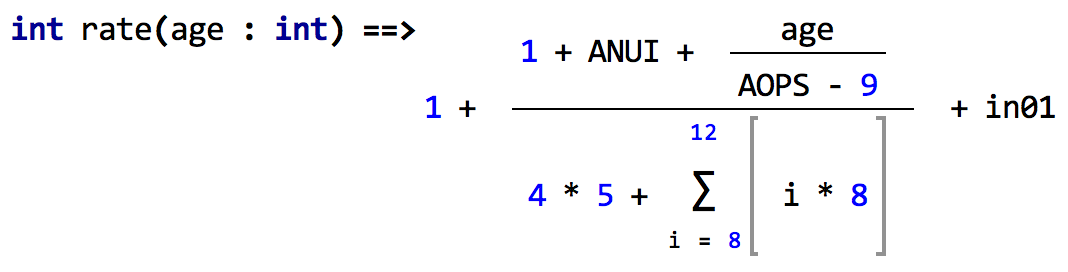 int rate(age : int) ==>
1 +
1 + ANUI +
age
AOPS - 9
4 * 5 +
12
Σ
i = 8
[ i * 8 ]
+ in01